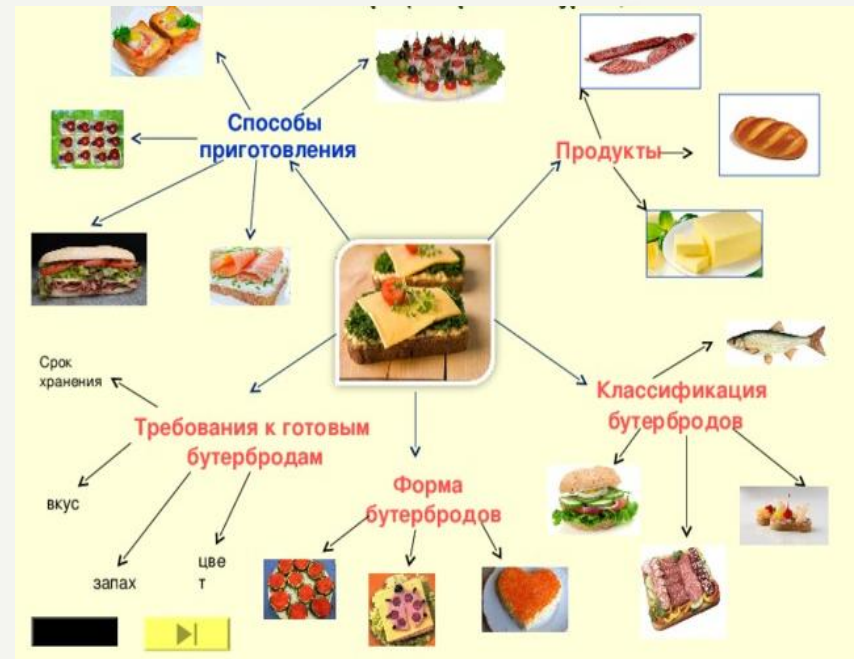 Способы
приготовления
Продукты
Срок
хранения
Классификация
бутербродов
Требования к готовым
бутербродам
вкус
Форма
бутербродов
запах
цве
т